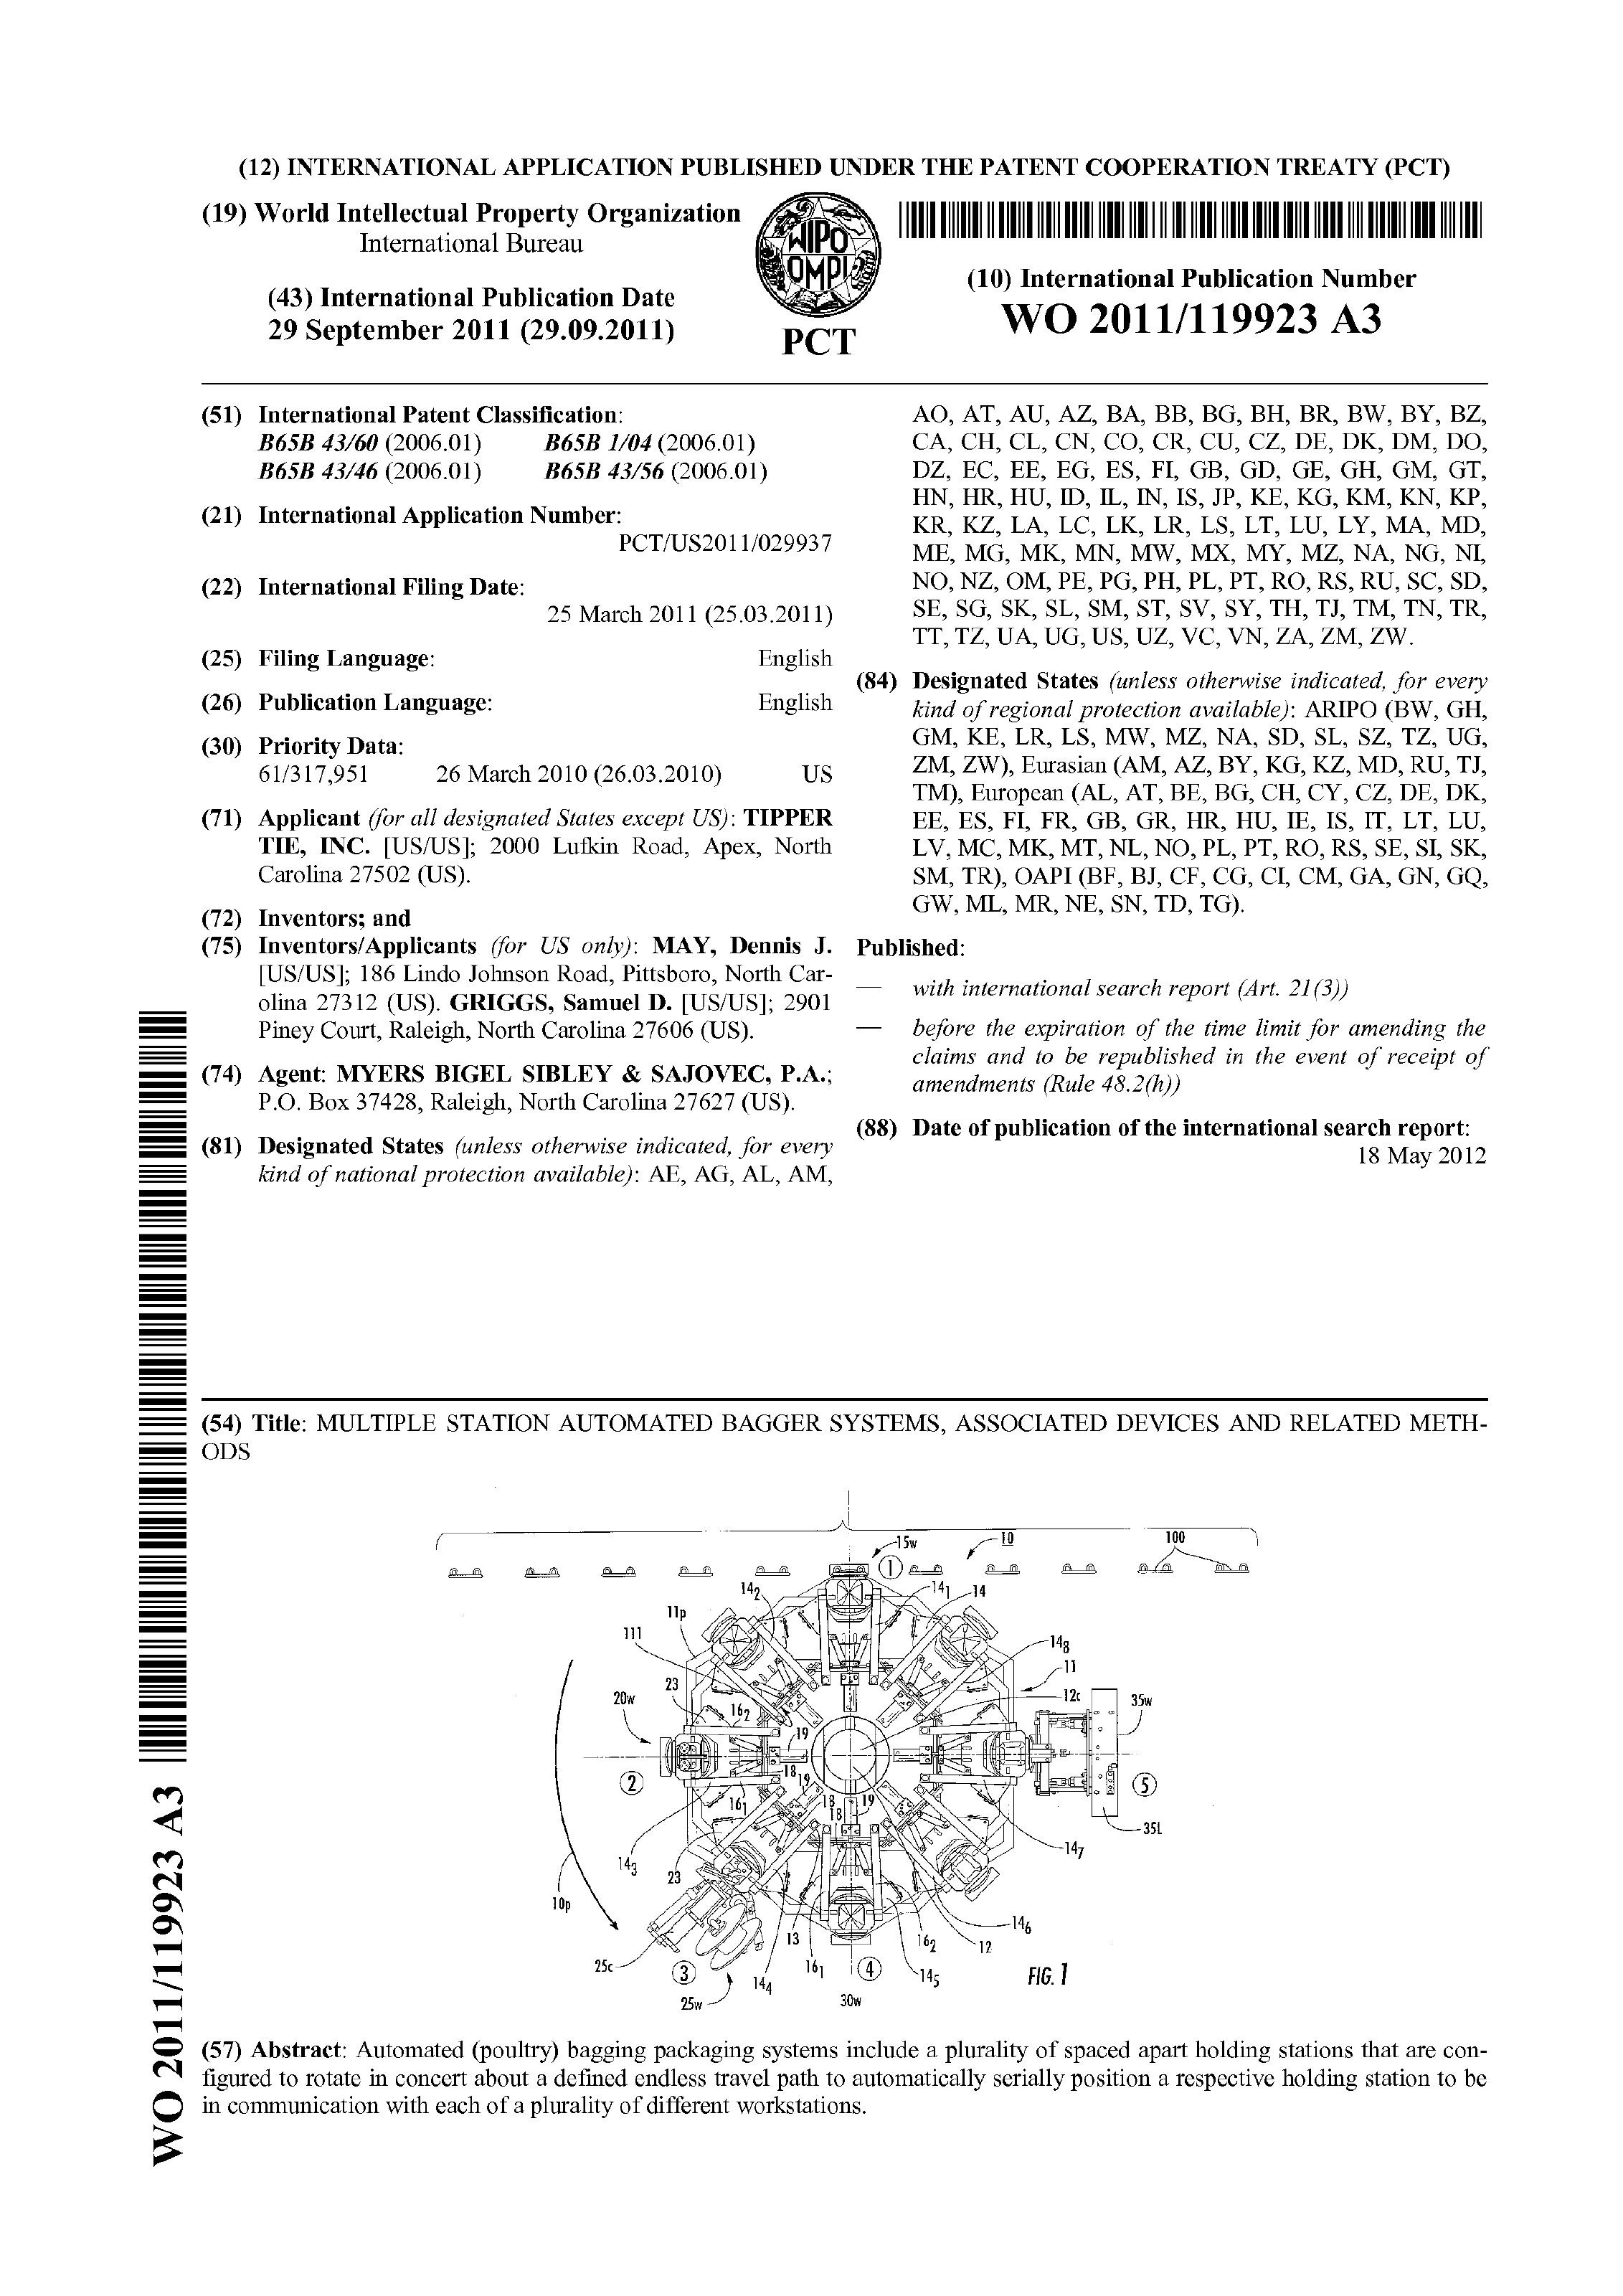 (12) INTERNATIONAL APPLICATION PUBLISHED UNDER THE PATENT COOPERATION TREATY (PCT)
(19) World Intellectual Property Organization
International Bureau
(43) International Publication Date
29 September 2011 (29.09.2011)
WIPO
OMPI
PCT
(10) International Publication Number
WO 2011/119923 A3
(51) International Patent Classification:
B65B 43/60 (2006.01) B65B 1/04 (2006.01)
B65B 43/46 (2006.01) B65B 43/56 (2006.01)
(21) International Application Number:
PCT/US2011/029937
(22) International Filing Date:
25 March 2011 (25.03.2011)
(25) Filing Language: English
(26) Publication Language: English
(30) Priority Data:
61/317,951 26 March 2010 (26.03.2010) US
(71) Applicant (for all designated States except US): TIPPER
TIE, INC. [US/US]; 2000 Lufkin Road, Apex, North
Carolina 27502 (US).
(72) Inventors; and
(75) Inventors/Applicants (for US only): MAY, Dennis J.
[US/US]; 186 Lindo Johnson Road, Pittsboro, North Car-
olina 27312 (US). GRIGGS, Samuel D. [US/US]; 2901
Piney Court, Raleigh, North Carolina 27606 (US).
(74) Agent: MYERS BIGEL SIBLEY & SAJOVEC, P.A.;
P.O. Box 37428, Raleigh, North Carolina 27627 (US).
(81) Designated States (unless otherwise indicated, for every
kind of national protection available): AE, AG, AL, AM,
AO, AT, AU, AZ, BA, BB, BG, BH, BR, BW, BY, BZ,
CA, CH, CL, CN, CO, CR, CU, CZ, DE, DK, DM, DO,
DZ, EC, EE, EG, ES, FI, GB, GD, GE, GH, GM, GT,
HN, HR, HU, ID, IL, IN, IS, JP, KE, KG, KM, KN, KP,
KR, KZ, LA, LC, LK, LR, LS, LT, LU, LY, MA, MD,
ME, MG, MK, MN, MW, MX, MY, MZ, NA, NG, NI,
NO, NZ, OM, PE, PG, PH, PL, PT, RO, RS, RU, SC, SD,
SE, SG, SK, SL, SM, ST, SV, SY, TH, TJ, TM, TN, TR,
TT, TZ, UA, UG, US, UZ, VC, VN, ZA, ZM, ZW.
(84) Designated States (unless otherwise indicated, for every
kind of regional protection available): ARIPO (BW, GH,
GM, KE, LR, LS, MW, MZ, NA, SD, SL, SZ, TZ, UG,
ZM, ZW), Eurasian (AM, AZ, BY, KG, KZ, MD, RU, TJ,
TM), European (AL, AT, BE, BG, CH, CY, CZ, DE, DK,
EE, ES, FI, FR, GB, GR, HR, HU, IE, IS, IT, LT, LU,
LV, MC, MK, MT, NL, NO, PL, PT, RO, RS, SE, SI, SK,
SM, TR), OAPI (BF, BJ, CF, CG, CI, CM, GA, GN, GQ,
GW, ML, MR, NE, SN, TD, TG).
Published:
— with international search report (Art. 21(3))
— before the expiration of the time limit for amending the
claims and to be republished in the event of receipt of
amendments (Rule 48.2(h))
(88) Date of publication of the international search report:
18 May 2012
WO 2011/119923 A3
(54) Title: MULTIPLE STATION AUTOMATED BAGGER SYSTEMS, ASSOCIATED DEVICES AND RELATED METH-
ODS
15w 10 100
1
14₂ 14₁ 14
11p
111 14₈
11
23 12c
20w 16₂ 35w
19
2 18 19 5
16₁ 18 18 19
35L
14₃ 14₇
23
10p
14₆
13 16₂ 12
25c 3 16₁ 4 14₅ FIG. 1
14₄
25w 30w
(57) Abstract: Automated (poultry) bagging packaging systems include a plurality of spaced apart holding stations that are con-
figured to rotate in concert about a defined endless travel path to automatically serially position a respective holding station to be
in communication with each of a plurality of different workstations.